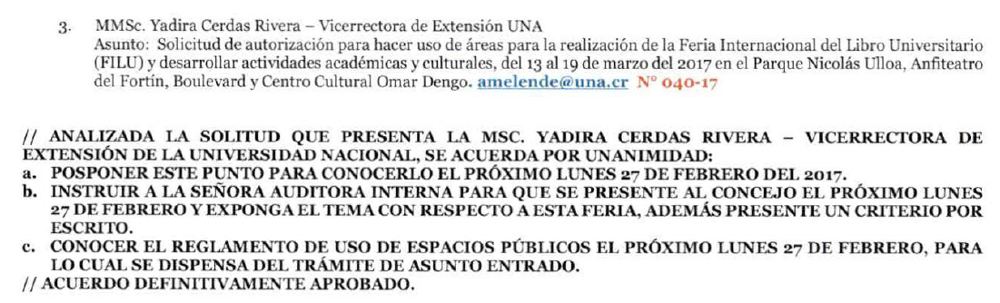 3. MMSc. Yadira Cerdas Rivera – Vicerrectora de Extensión UNA
Asunto: Solicitud de autorización para hacer uso de áreas para la realización de la Feria Internacional del Libro Universitario
(FILU) y desarrollar actividades académicas y culturales, del 13 al 19 de marzo del 2017 en el Parque Nicolás Ulloa, Anfiteatro
del Fortín, Boulevard y Centro Cultural Omar Dengo. amelende@una.cr N° 040-17
// ANALIZADA LA SOLITUD QUE PRESENTA LA MSC. YADIRA CERDAS RIVERA – VICERRECTORA DE
EXTENSIÓN DE LA UNIVERSIDAD NACIONAL, SE ACUERDA POR UNANIMIDAD:
a. POSPONER ESTE PUNTO PARA CONOCERLO EL PRÓXIMO LUNES 27 DE FEBRERO DEL 2017.
b. INSTRUIR A LA SEÑORA AUDITORA INTERNA PARA QUE SE PRESENTE AL CONCEJO EL PRÓXIMO LUNES
27 DE FEBRERO Y EXPONGA EL TEMA CON RESPECTO A ESTA FERIA, ADEMÁS PRESENTE UN CRITERIO POR
ESCRITO.
c. CONOCER EL REGLAMENTO DE USO DE ESPACIOS PÚBLICOS EL PRÓXIMO LUNES 27 DE FEBRERO, PARA
LO CUAL SE DISPENSA DEL TRÁMITE DE ASUNTO ENTRADO.
// ACUERDO DEFINITIVAMENTE APROBADO.